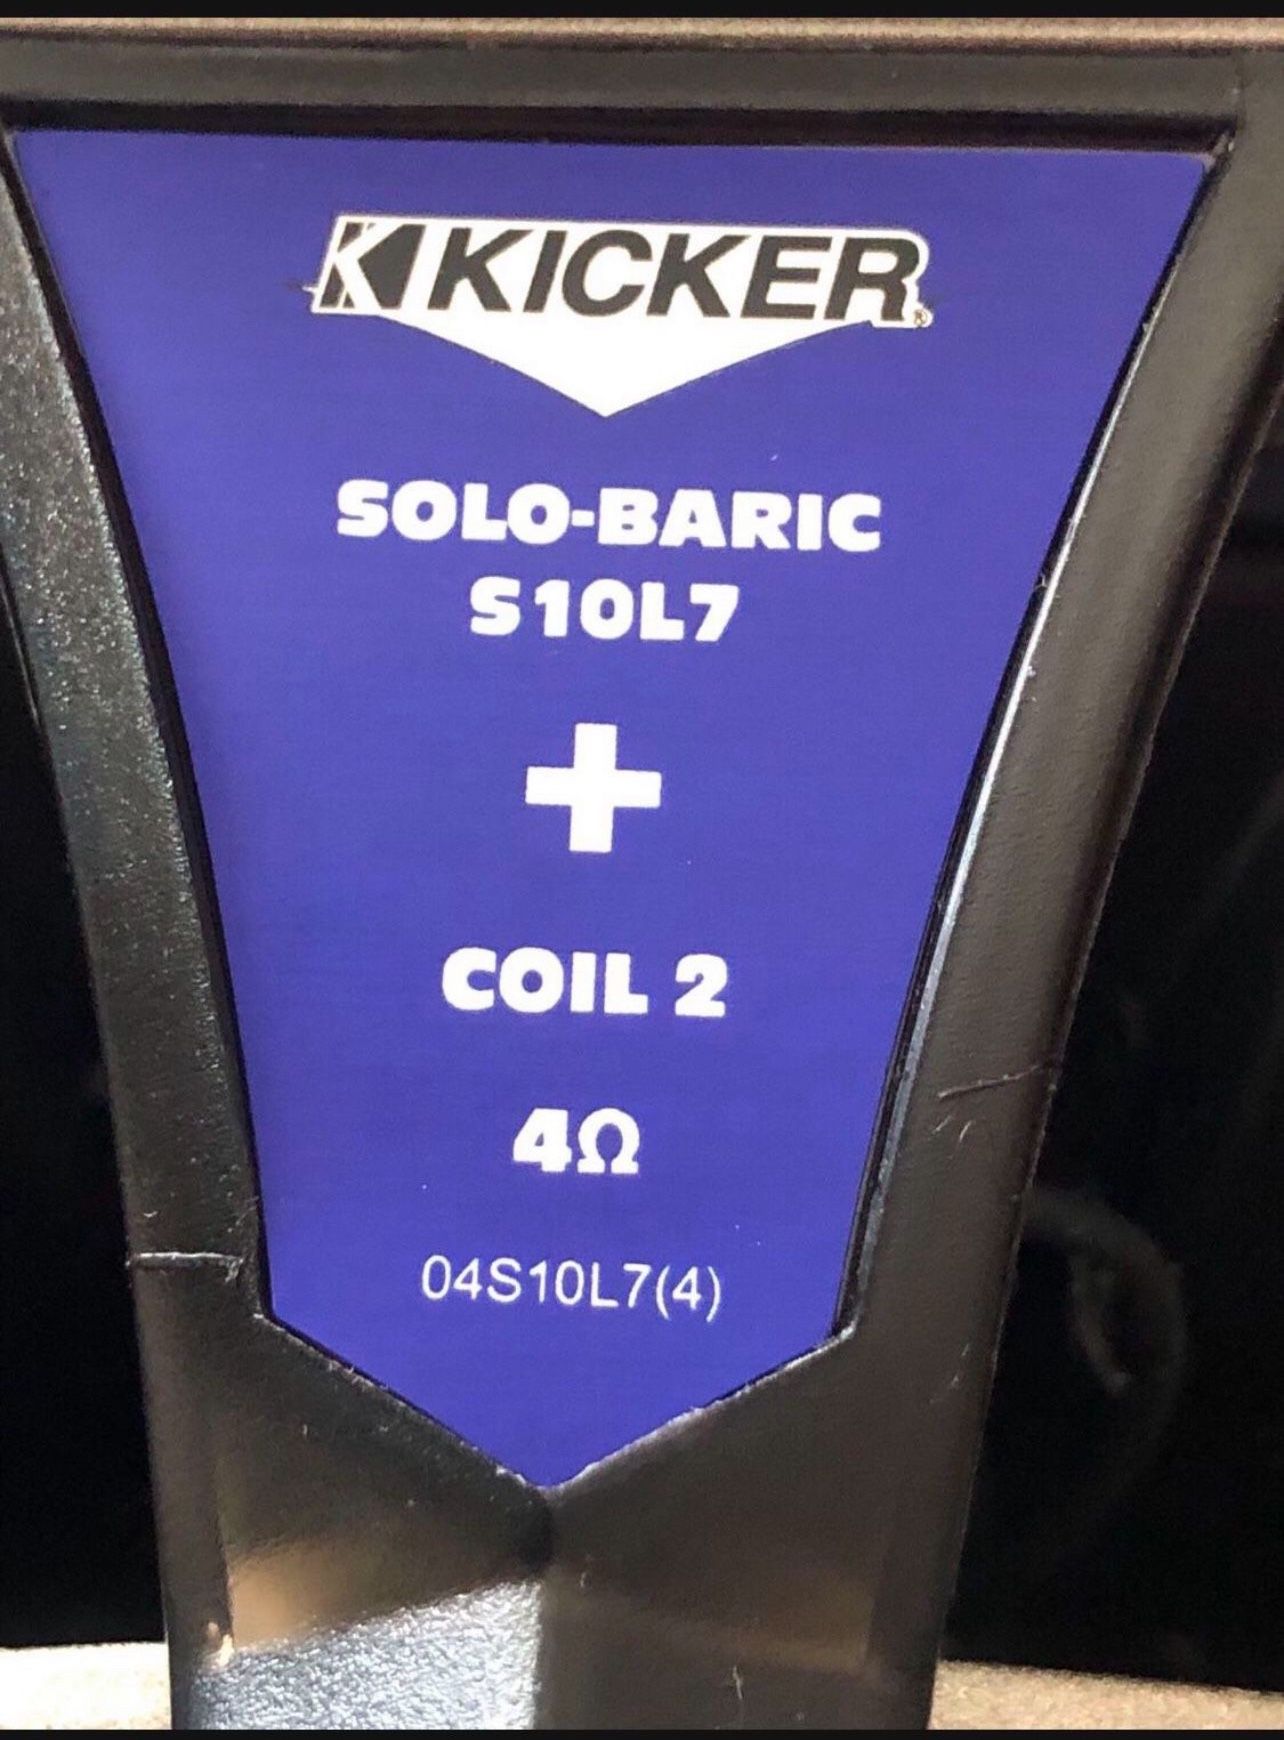 KICKER®
SOLO-BARIC
S10L7
+
COIL 2
4Ω
04S10L7(4)